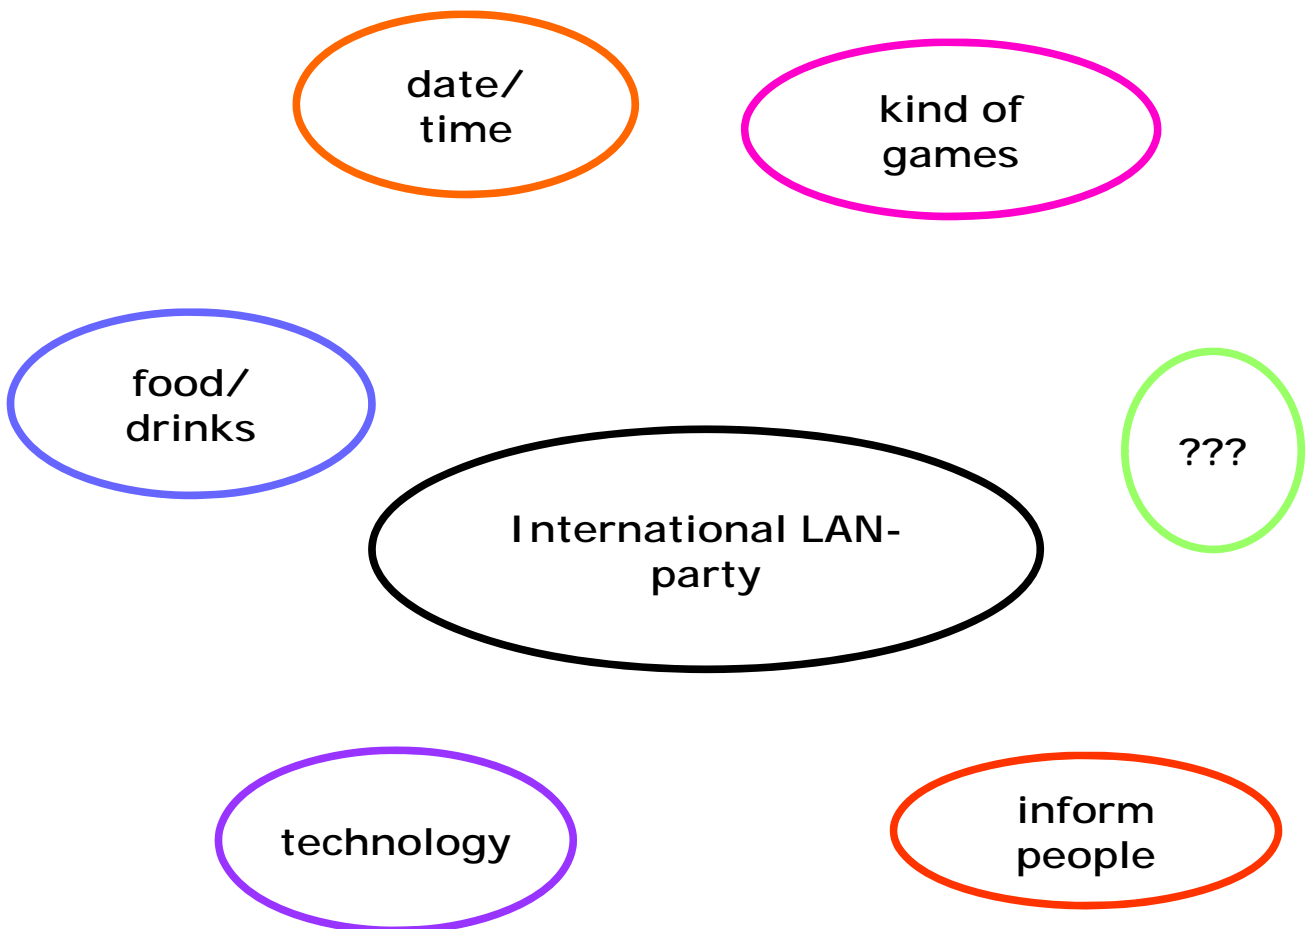 date/
time
kind of
games
food/
drinks
???
International LAN-
party
technology
inform
people